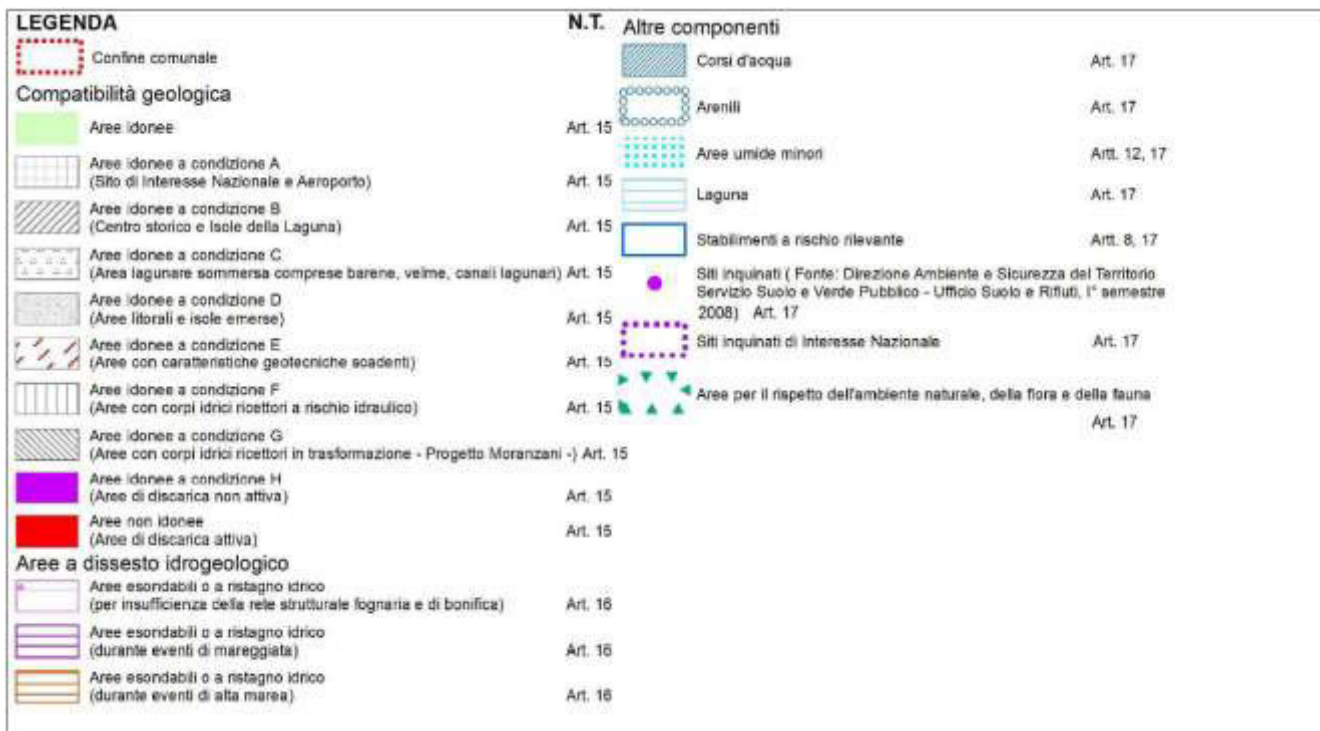 LEGENDA N.T.
Confine comunale
Compatibilità geologica
Aree idonee Art. 15
Aree idonee a condizione A
(Sito di Interesse Nazionale e Aeroporto) Art. 15
Aree idonee a condizione B
(Centro storico e Isole della Laguna) Art. 15
Aree idonee a condizione C
(Area lagunare sommersa comprese barene, velme, canali lagunari) Art. 15
Aree idonee a condizione D
(Aree litorali e isole emerse) Art. 15
Aree idonee a condizione E
(Aree con caratteristiche geotecniche scadenti) Art. 15
Aree idonee a condizione F
(Aree con corpi idrici ricettori a rischio idraulico) Art. 15
Aree idonee a condizione G
(Aree con corpi idrici ricettori in trasformazione - Progetto Moranzani -) Art. 15
Aree idonee a condizione H
(Aree di discarica non attiva) Art. 15
Aree non idonee
(Aree di discarica attiva) Art. 15
Aree a dissesto idrogeologico
Aree esondabili o a ristagno idrico
(per insufficienza della rete strutturale fognaria e di bonifica) Art. 16
Aree esondabili o a ristagno idrico
(durante eventi di mareggiata) Art. 16
Aree esondabili o a ristagno idrico
(durante eventi di alta marea) Art. 16
Altre componenti
Corsi d'acqua Art. 17
Arenili Art. 17
Aree umide minori Artt. 12, 17
Laguna Art. 17
Stabilimenti a rischio rilevante Artt. 8, 17
Siti inquinati ( Fonte: Direzione Ambiente e Sicurezza del Territorio
Servizio Suolo e Verde Pubblico - Ufficio Suolo e Rifiuti, I° semestre
2008) Art. 17
Siti inquinati di Interesse Nazionale Art. 17
Aree per il rispetto dell'ambiente naturale, della flora e della fauna
Art. 17